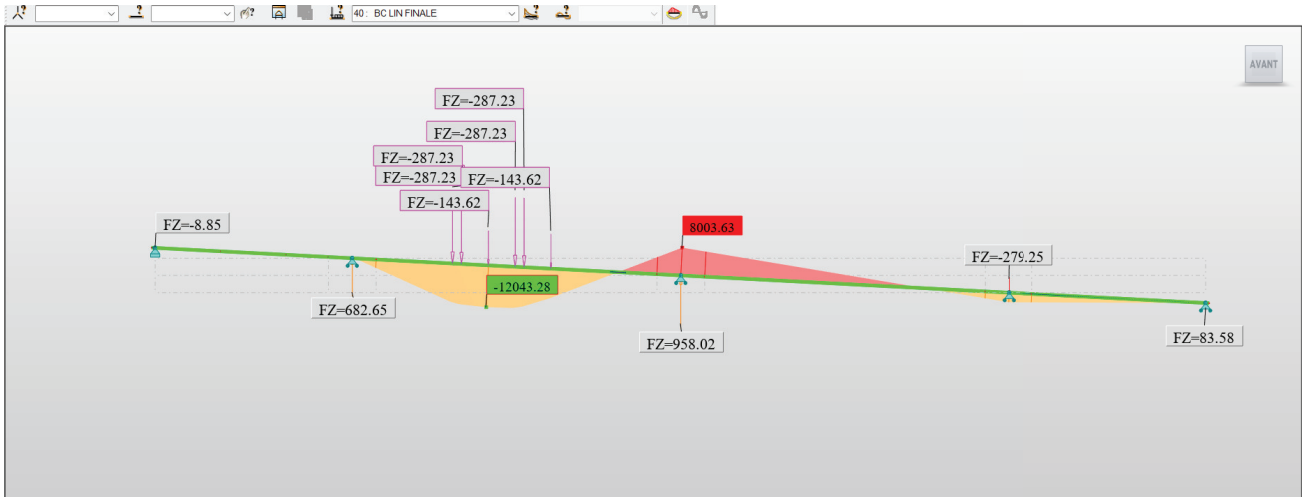 40 : BC LIN FINALE
AVANT
FZ=-287.23
FZ=-287.23
FZ=-287.23
FZ=-287.23
FZ=-143.62
FZ=-143.62
FZ=-8.85
8003.63
FZ=-279.25
-12043.28
FZ=682.65
FZ=958.02
FZ=83.58